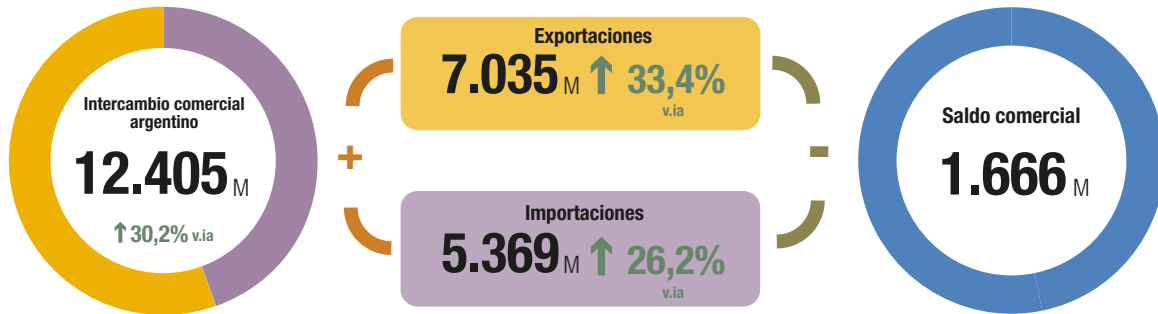 Intercambio comercial
argentino
12.405 M
↑ 30,2% v.ia
+
Exportaciones
7.035 M ↑ 33,4%
v.ia
Importaciones
5.369 M ↑ 26,2%
v.ia
-
Saldo comercial
1.666 M